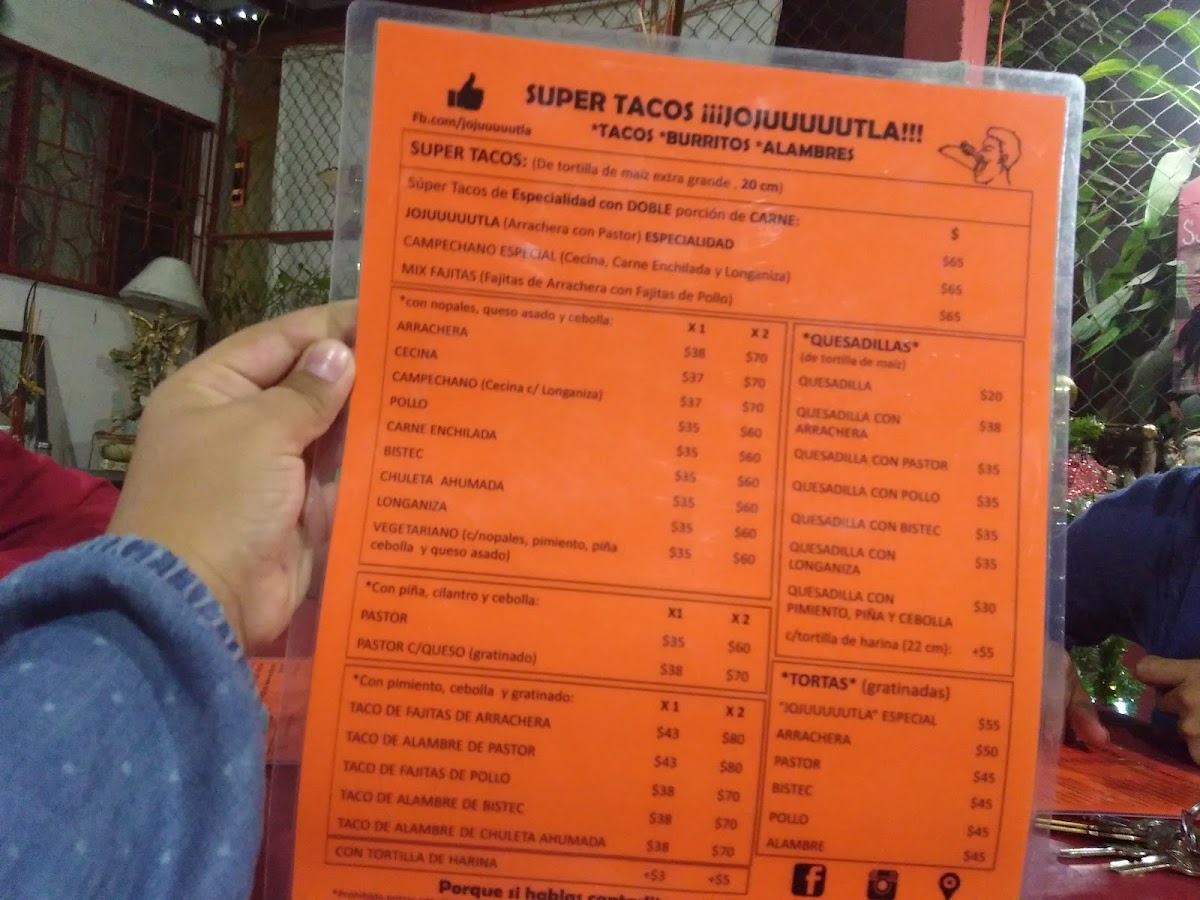 SUPER TACOS ¡¡¡JOJUUUUUTLA!!!
Fb.com/jojuuuuutla
*TACOS *BURRITOS *ALAMBRES
SUPER TACOS: (De tortilla de maíz extra grande , 20 cm)
Súper Tacos de Especialidad con DOBLE porción de CARNE: $
JOJUUUUUTLA (Arrachera con Pastor) ESPECIALIDAD $65
CAMPECHANO ESPECIAL (Cecina, Carne Enchilada y Longaniza) $65
MIX FAJITAS (Fajitas de Arrachera con Fajitas de Pollo) $65
*con nopales, queso asado y cebolla: X 1 X 2
ARRACHERA $38 $70
CECINA $37 $70
CAMPECHANO (Cecina c/ Longaniza) $37 $70
POLLO $35 $60
CARNE ENCHILADA $35 $60
BISTEC $35 $60
CHULETA AHUMADA $35 $60
LONGANIZA $35 $60
VEGETARIANO (c/nopales, pimiento, piña
cebolla y queso asado) $35 $60
*Con piña, cilantro y cebolla: X1 X 2
PASTOR $35 $60
PASTOR C/QUESO (gratinado) $38 $70
*Con pimiento, cebolla y gratinado: X 1 X 2
TACO DE FAJITAS DE ARRACHERA $43 $80
TACO DE ALAMBRE DE PASTOR $43 $80
TACO DE FAJITAS DE POLLO $38 $70
TACO DE ALAMBRE DE BISTEC $38 $70
TACO DE ALAMBRE DE CHULETA AHUMADA $38 $70
CON TORTILLA DE HARINA +$3 +$5
*QUESADILLAS*
(de tortilla de maíz)
QUESADILLA $20
QUESADILLA CON
ARRACHERA $38
QUESADILLA CON PASTOR $35
QUESADILLA CON POLLO $35
QUESADILLA CON BISTEC $35
QUESADILLA CON
LONGANIZA $35
QUESADILLA CON
PIMIENTO, PIÑA Y CEBOLLA $30
c/tortilla de harina (22 cm): +$5
*TORTAS* (gratinadas)
"JOJUUUUUTLA" ESPECIAL $55
ARRACHERA $50
PASTOR $45
BISTEC $45
POLLO $45
ALAMBRE $45
Porque si hablas